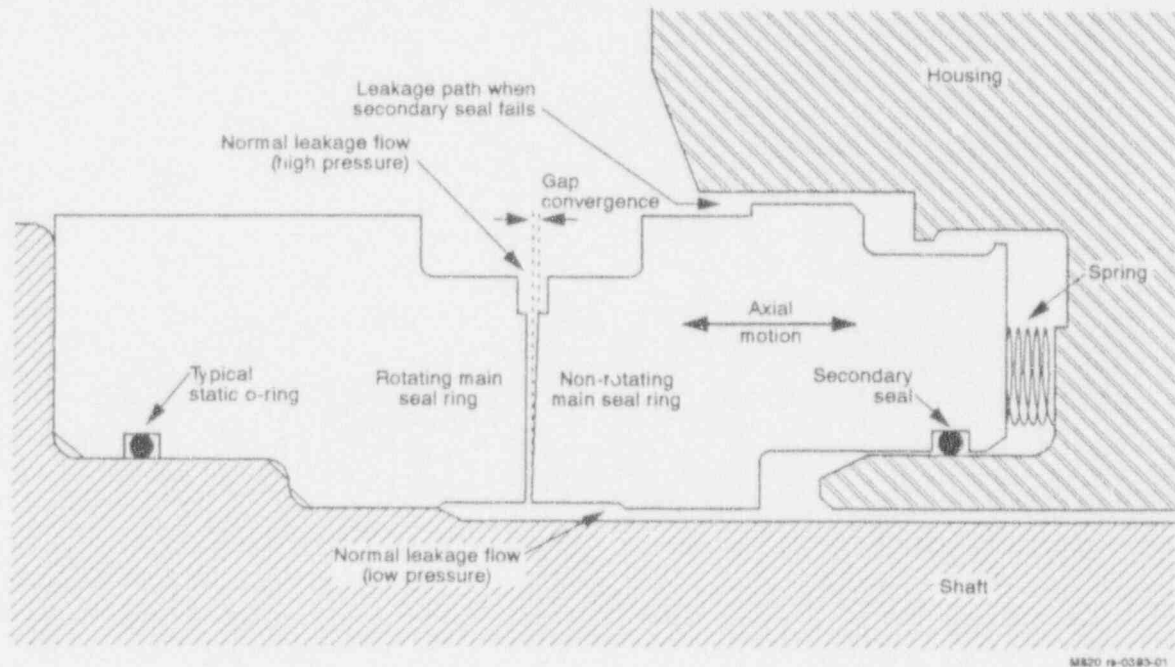 Housing
Leakage path when
secondary seal fails
Normal leakage flow
(high pressure)
Gap
convergence
Spring
Axial
motion
Typical
static o-ring
Rotating main
seal ring
Non-rotating
main seal ring
Secondary
seal
Normal leakage flow
(low pressure)
Shaft